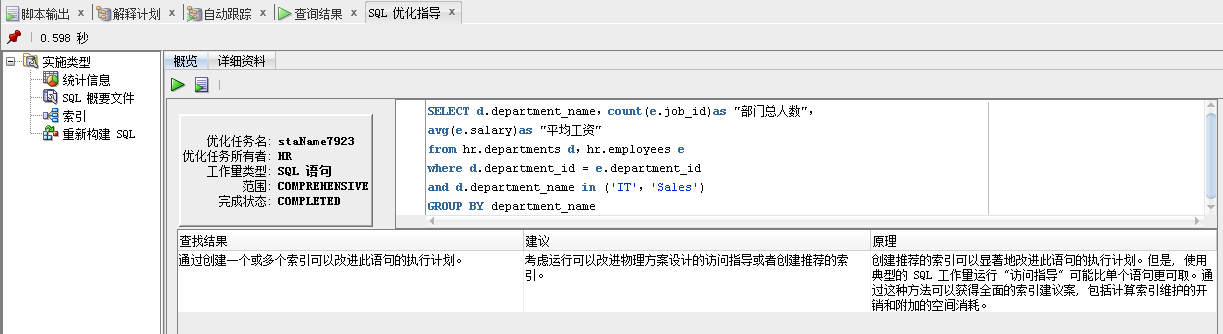 脚本输出 × 解释计划 × 自动跟踪 × 查询结果 × SQL 优化指导 ×
0.598 秒
实施类型
统计信息
SQL 概要文件
索引
重新构建 SQL
概览 详细资料
优化任务名: staName7923
优化任务所有者: HR
工作量类型: SQL 语句
范围: COMPREHENSIVE
完成状态: COMPLETED
SELECT d.department_name，count(e.job_id)as "部门总人数"，
avg(e.salary)as "平均工资"
from hr.departments d，hr.employees e
where d.department_id = e.department_id
and d.department_name in ('IT'，'Sales')
GROUP BY department_name
查找结果 建议 原理
通过创建一个或多个索引可以改进此语句的执行计划。
考虑运行可以改进物理方案设计的访问指导或者创建推荐的索
引。
创建推荐的索引可以显著地改进此语句的执行计划。但是, 使用
典型的 SQL 工作量运行 "访问指导" 可能比单个语句更可取。通
过这种方法可以获得全面的索引建议案, 包括计算索引维护的开
销和附加的空间消耗。